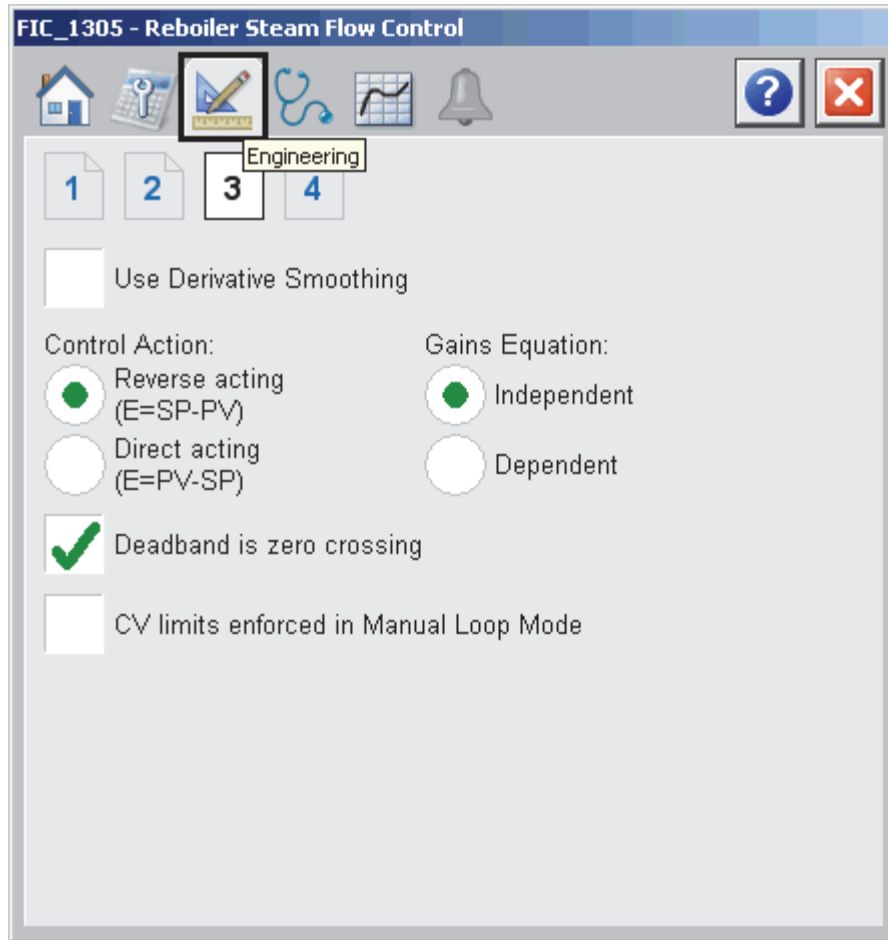 FIC_1305 - Reboiler Steam Flow Control
?
Engineering
1 2 3 4
Use Derivative Smoothing
Control Action:
Reverse acting
(E=SP-PV)
Direct acting
(E=PV-SP)
Gains Equation:
Independent
Dependent
Deadband is zero crossing
CV limits enforced in Manual Loop Mode